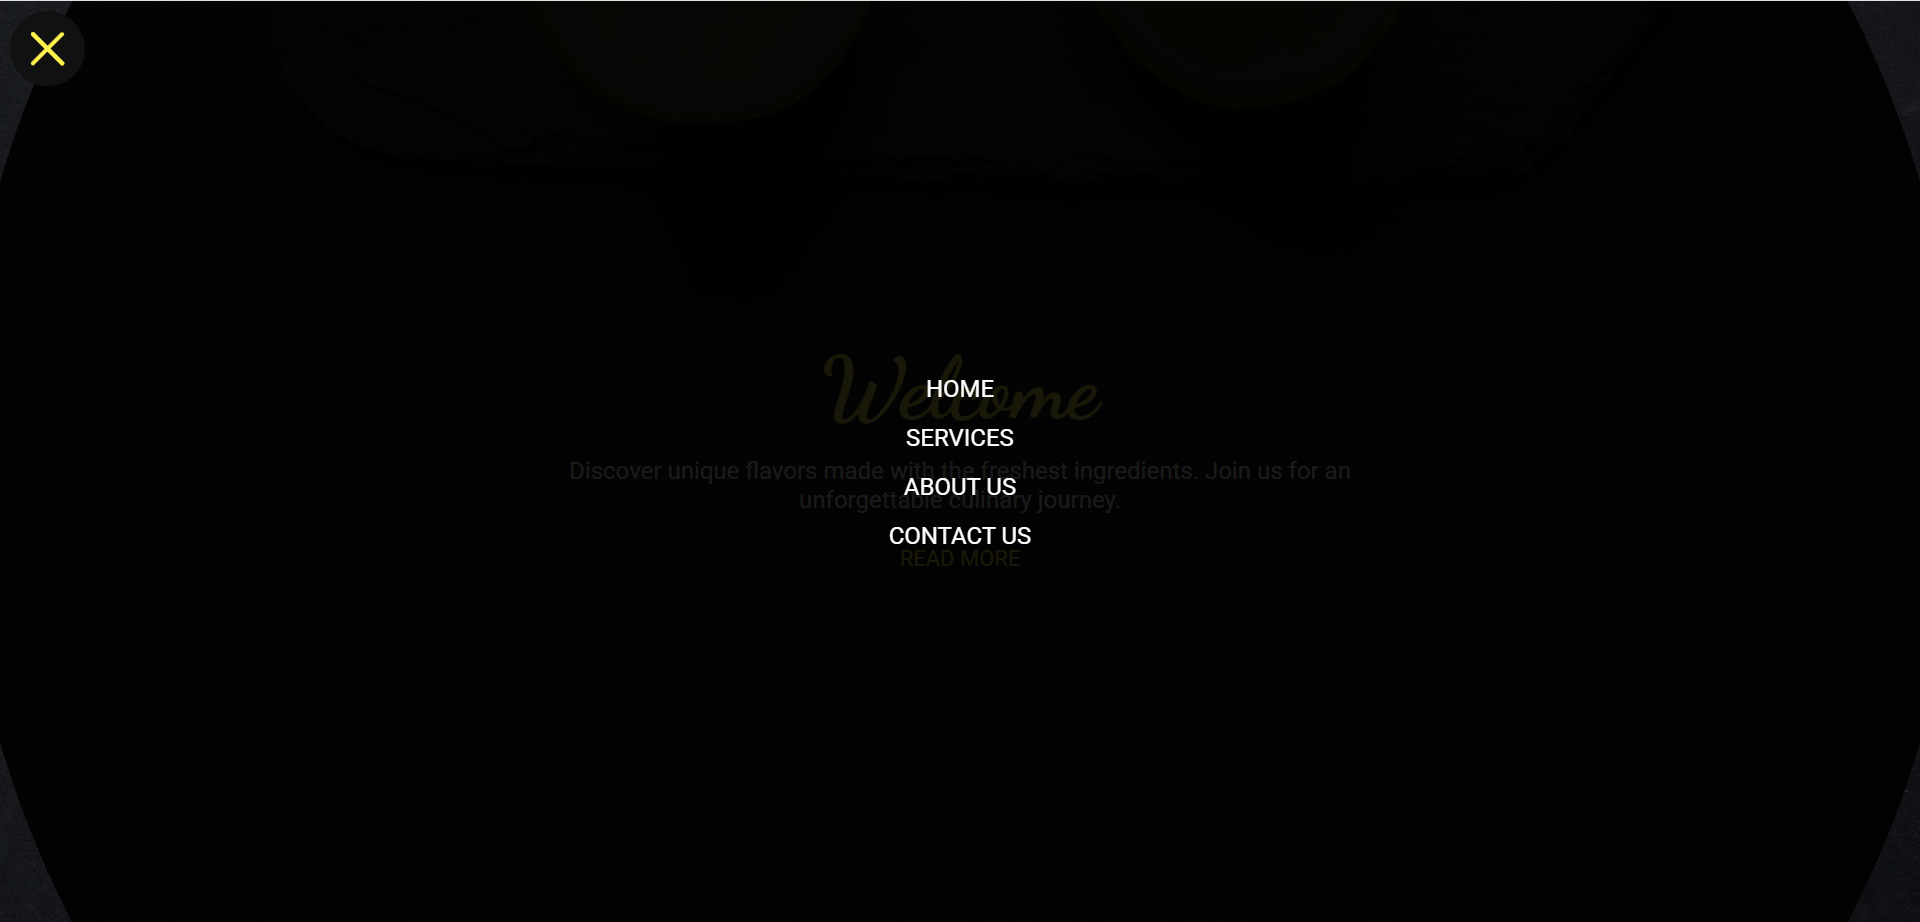 Welcome
HOME
SERVICES
Discover unique flavors made with the freshest ingredients. Join us for an
ABOUT US
unforgettable culinary journey.
CONTACT US
READ MORE